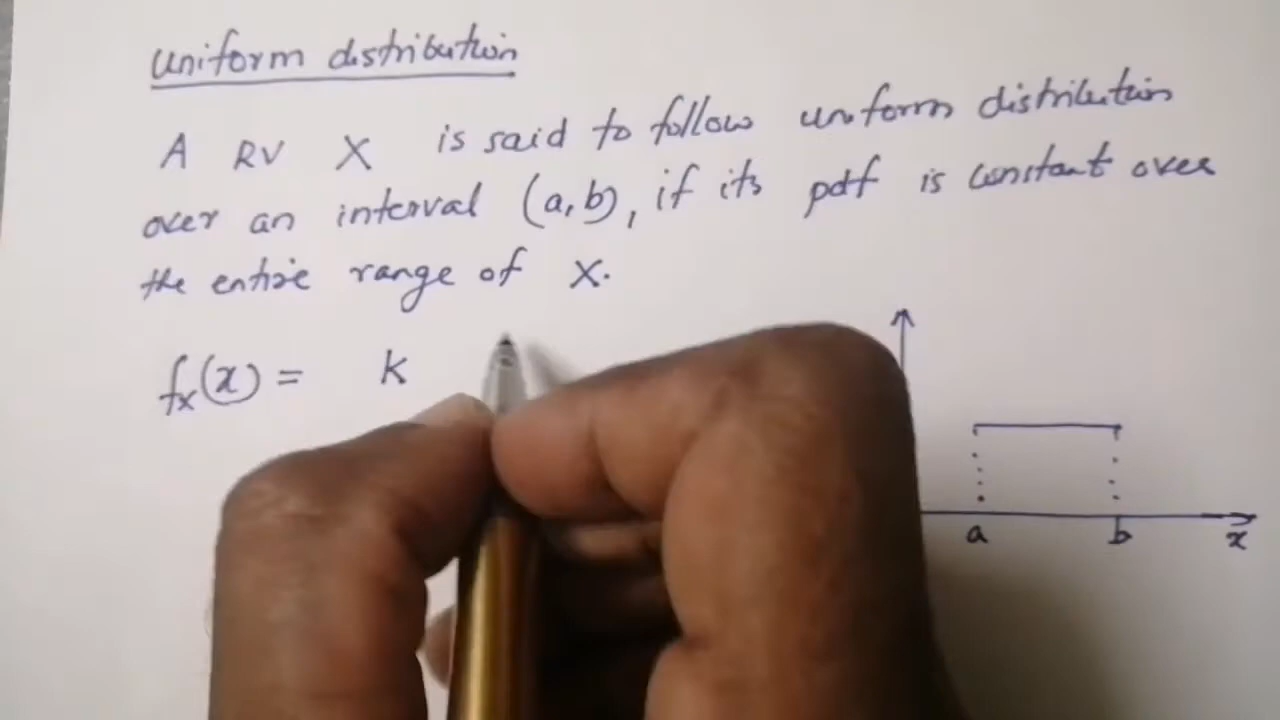 uniform distribution
A RV X is said to follow uniform distribution
over an interval (a,b), if its pdf is constant over
the entire range of X.
fx(x) = k
a b x